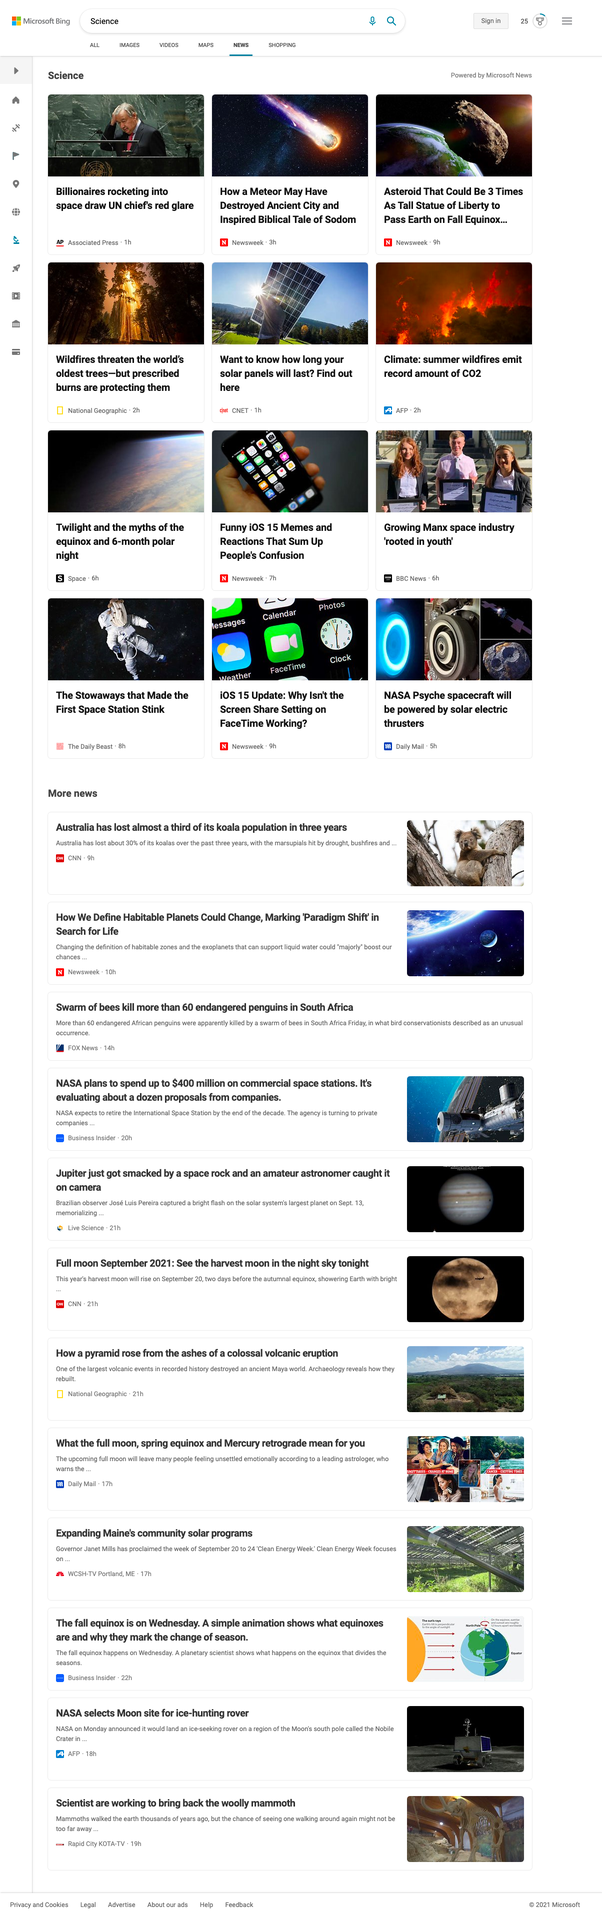 Microsoft Bing
Science
Sign in
25
ALL
IMAGES
VIDEOS
MAPS
NEWS
SHOPPING
Science
Powered by Microsoft News
Billionaires rocketing into
space draw UN chief's red glare
AP Associated Press · 1h
How a Meteor May Have
Destroyed Ancient City and
Inspired Biblical Tale of Sodom
N Newsweek · 3h
Asteroid That Could Be 3 Times
As Tall Statue of Liberty to
Pass Earth on Fall Equinox...
N Newsweek · 9h
Wildfires threaten the world's
oldest trees—but prescribed
burns are protecting them
National Geographic · 2h
Want to know how long your
solar panels will last? Find out
here
CNET · 1h
Climate: summer wildfires emit
record amount of CO2
AFP · 2h
Twilight and the myths of the
equinox and 6-month polar
night
S Space · 6h
Funny iOS 15 Memes and
Reactions That Sum Up
People's Confusion
N Newsweek · 7h
Growing Manx space industry
'rooted in youth'
BBC News · 6h
The Stowaways that Made the
First Space Station Stink
The Daily Beast · 8h
Messages
Calendar
Photos
Weather
FaceTime
Clock
iOS 15 Update: Why Isn't the
Screen Share Setting on
FaceTime Working?
N Newsweek · 9h
NASA Psyche spacecraft will
be powered by solar electric
thrusters
Daily Mail · 5h
More news
Australia has lost almost a third of its koala population in three years
Australia has lost about 30% of its koalas over the past three years, with the marsupials hit by drought, bushfires and ...
CNN · 9h
How We Define Habitable Planets Could Change, Marking 'Paradigm Shift' in
Search for Life
Changing the definition of habitable zones and the exoplanets that can support liquid water could "majorly" boost our
chances ...
N Newsweek · 10h
Swarm of bees kill more than 60 endangered penguins in South Africa
More than 60 endangered African penguins were apparently killed by a swarm of bees in South Africa Friday, in what bird conservationists described as an unusual
occurrence.
FOX News · 14h
NASA plans to spend up to $400 million on commercial space stations. It's
evaluating about a dozen proposals from companies.
NASA expects to retire the International Space Station by the end of the decade. The agency is turning to private
companies ...
Business Insider · 20h
Jupiter just got smacked by a space rock and an amateur astronomer caught it
on camera
Brazilian observer José Luis Pereira captured a bright flash on the solar system's largest planet on Sept. 13,
memorializing ...
Live Science · 21h
Full moon September 2021: See the harvest moon in the night sky tonight
This year's harvest moon will rise on September 20, two days before the autumnal equinox, showering Earth with bright
...
CNN · 21h
How a pyramid rose from the ashes of a colossal volcanic eruption
One of the largest volcanic events in recorded history destroyed an ancient Maya world. Archaeology reveals how they
rebuilt.
National Geographic · 21h
What the full moon, spring equinox and Mercury retrograde mean for you
The upcoming full moon will leave many people feeling unsettled emotionally according to a leading astrologer, who
warns the ...
Daily Mail · 17h
Expanding Maine's community solar programs
Governor Janet Mills has proclaimed the week of September 20 to 24 'Clean Energy Week.' Clean Energy Week focuses
on ...
WCSH-TV Portland, ME · 17h
The fall equinox is on Wednesday. A simple animation shows what equinoxes
are and why they mark the change of season.
The fall equinox happens on Wednesday. A planetary scientist shows what happens on the equinox that divides the
seasons.
Business Insider · 22h
NASA selects Moon site for ice-hunting rover
NASA on Monday announced it would land an ice-seeking rover on a region of the Moon's south pole called the Nobile
Crater in ...
AFP · 18h
Scientist are working to bring back the woolly mammoth
Mammoths walked the earth thousands of years ago, but the chance of seeing one walking around again might not be
too far away ...
Rapid City KOTA-TV · 19h
Privacy and Cookies
Legal
Advertise
About our ads
Help
Feedback
© 2021 Microsoft